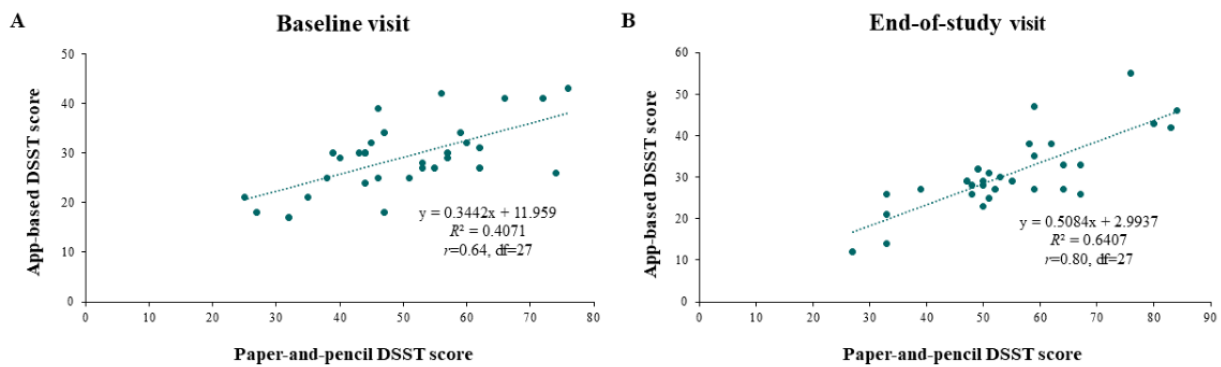 A
Baseline visit
50
40
30
20
10
0
App-based DSST score
y = 0.3442x + 11.959
R² = 0.4071
r=0.64, df=27
0 10 20 30 40 50 60 70 80
Paper-and-pencil DSST score
B
End-of-study visit
60
50
40
30
20
10
0
App-based DSST score
y = 0.5084x + 2.9937
R² = 0.6407
r=0.80, df=27
0 10 20 30 40 50 60 70 80 90
Paper-and-pencil DSST score